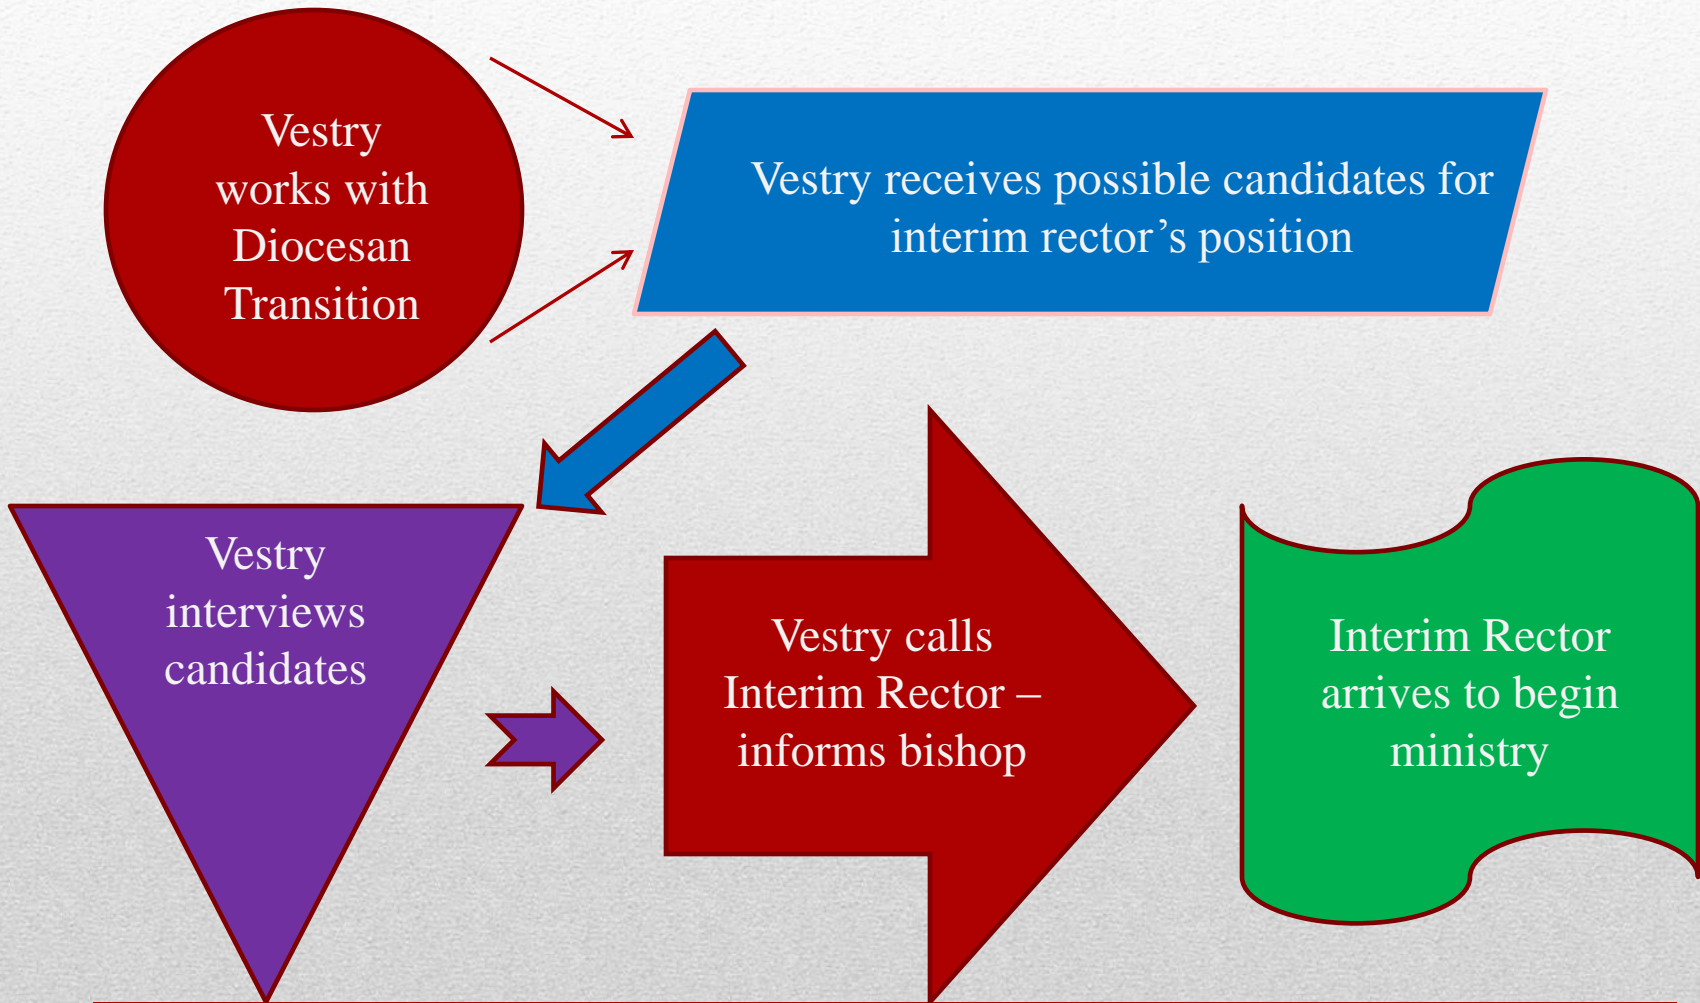 Vestry
works with
Diocesan
Transition
Vestry receives possible candidates for
interim rector’s position
Vestry
interviews
candidates
Vestry calls
Interim Rector –
informs bishop
Interim Rector
arrives to begin
ministry